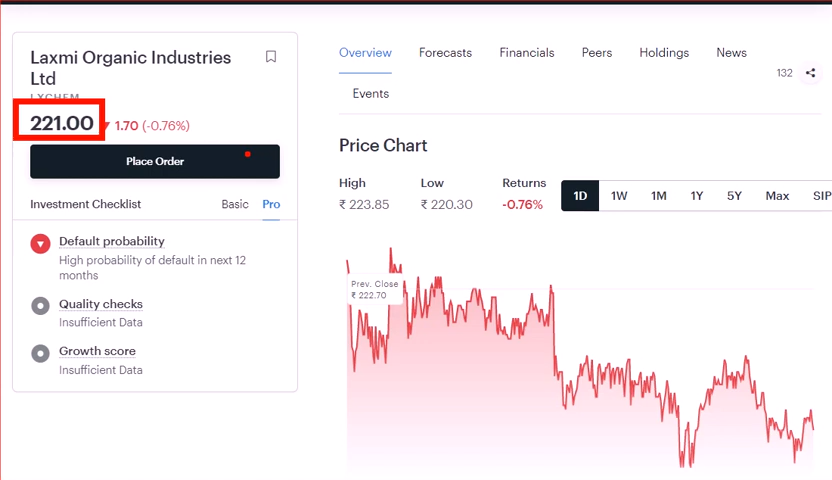 Laxmi Organic Industries
Ltd
LXCHEM
221.00 ▼ 1.70 (-0.76%)
Place Order
Investment Checklist Basic Pro
Default probability
High probability of default in next 12
months
Quality checks
Insufficient Data
Growth score
Insufficient Data
Overview Forecasts Financials Peers Holdings News
Events
132
Price Chart
High Low Returns
₹ 223.85 ₹ 220.30 -0.76%
1D 1W 1M 1Y 5Y Max SIP
Prev. Close
₹ 222.70